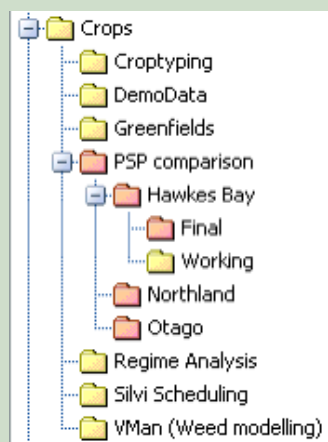 Crops
Croptyping
DemoData
Greenfields
PSP comparison
Hawkes Bay
Final
Working
Northland
Otago
Regime Analysis
Silvi Scheduling
VMan (Weed modelling)